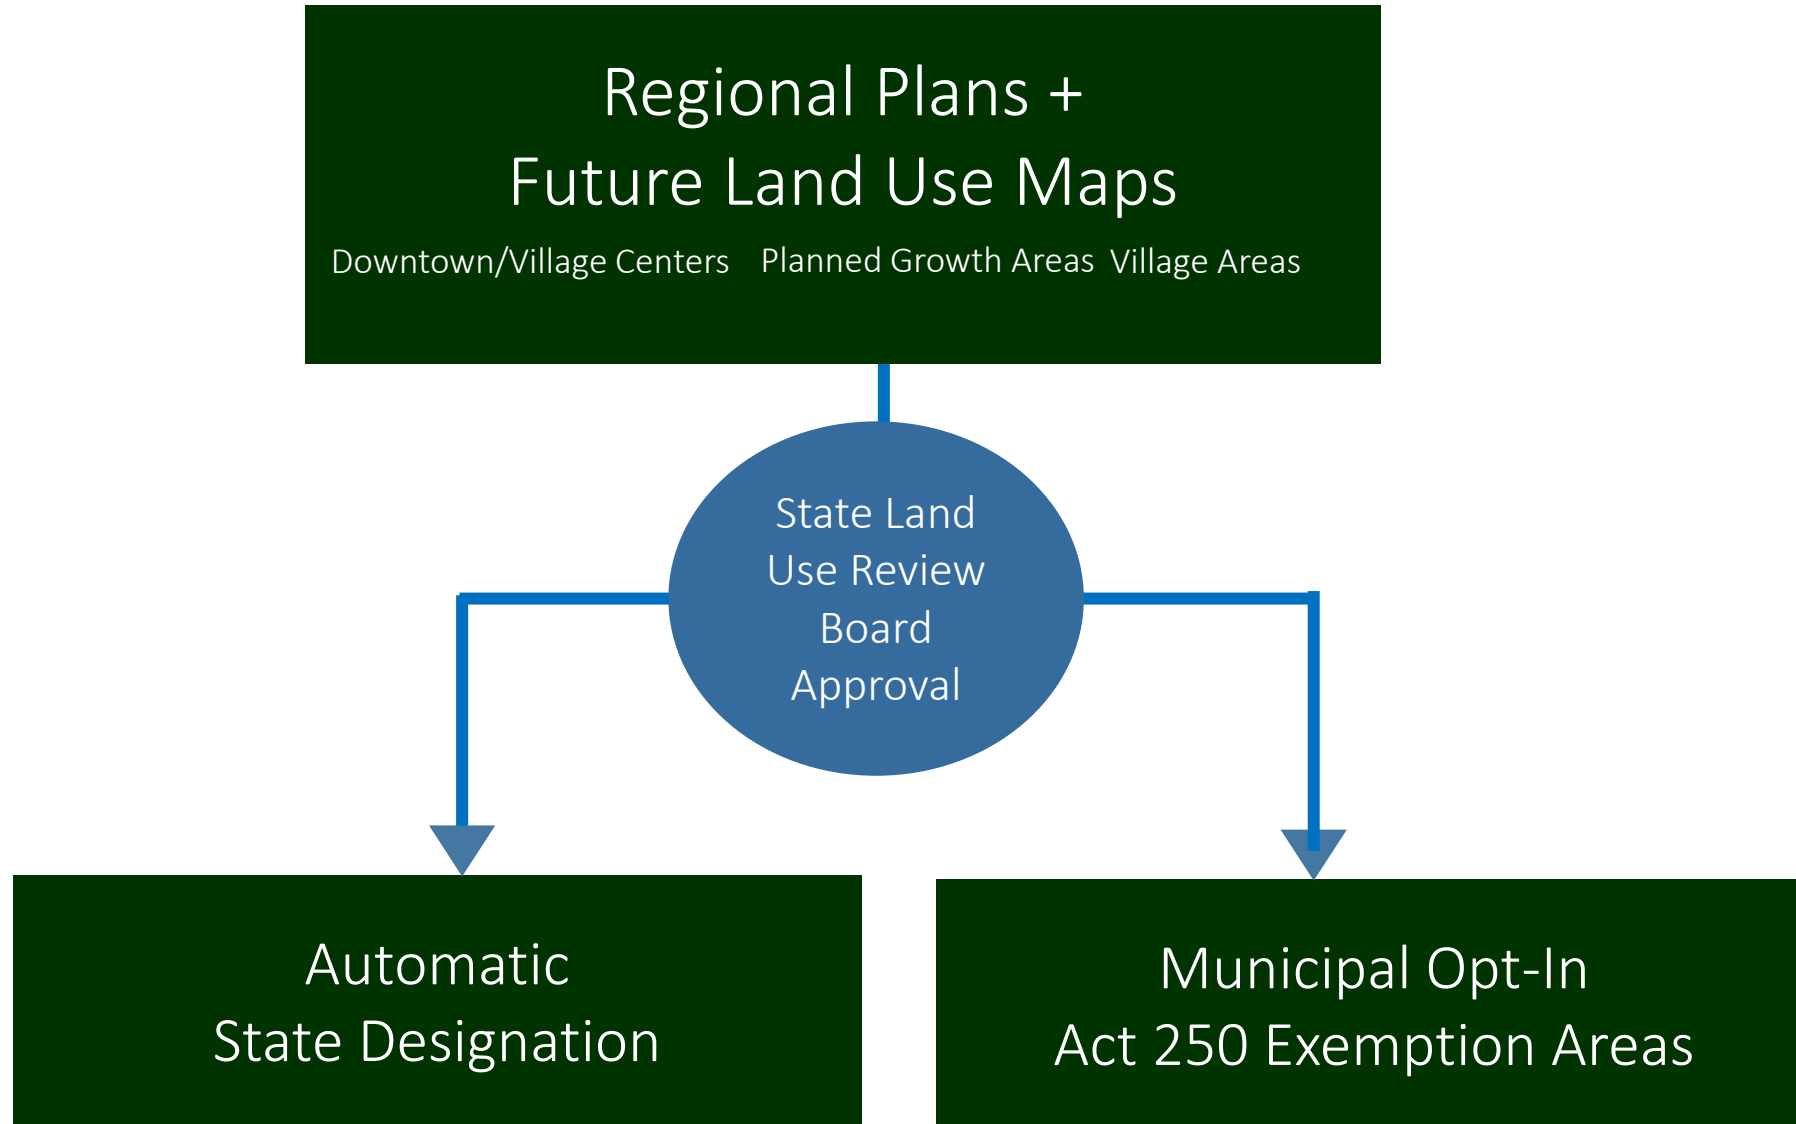 Regional Plans +
Future Land Use Maps
Downtown/Village Centers Planned Growth Areas Village Areas
State Land
Use Review
Board
Approval
Automatic
State Designation
Municipal Opt-In
Act 250 Exemption Areas